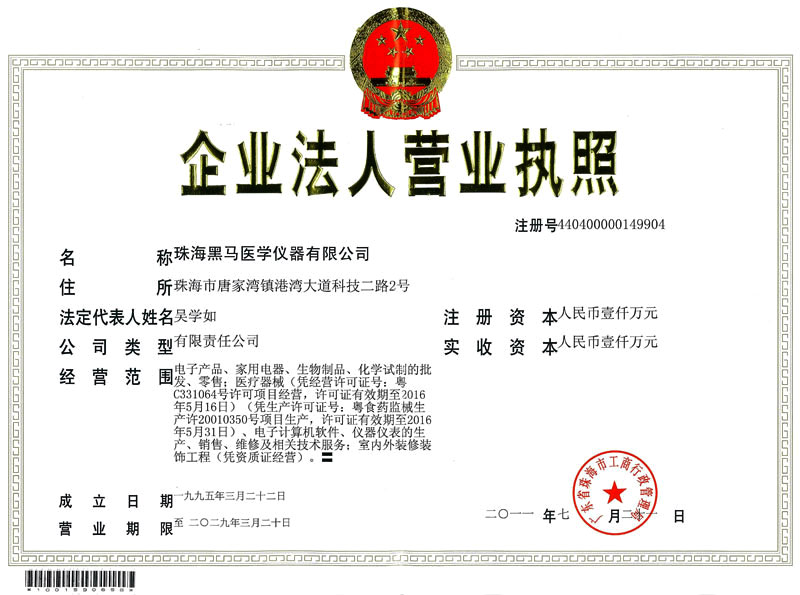 企业法人营业执照
注册号440400000149904
名称珠海黑马医学仪器有限公司
住所珠海市唐家湾镇港湾大道科技二路2号
法定代表人姓名吴学如
注册资本人民币壹仟万元
公司类型有限责任公司
实收资本人民币壹仟万元
经营范围电子产品、家用电器、生物制品、化学试制的批
发、零售；医疗器械（凭经营许可证号：粤
C331064号许可项目经营，许可证有效期至2016
年5月16日）（凭生产许可证号：粤食药监械生
产许20010350号项目生产，许可证有效期至2016
年5月31日）、电子计算机软件、仪器仪表的生
产、销售、维修及相关技术服务；室内外装修装
饰工程（凭资质证经营）。
成立日期一九九五年三月二十二日
营业期限至二〇二九年三月二十日
二〇一一年七月 日
广东省珠海市工商行政管理局